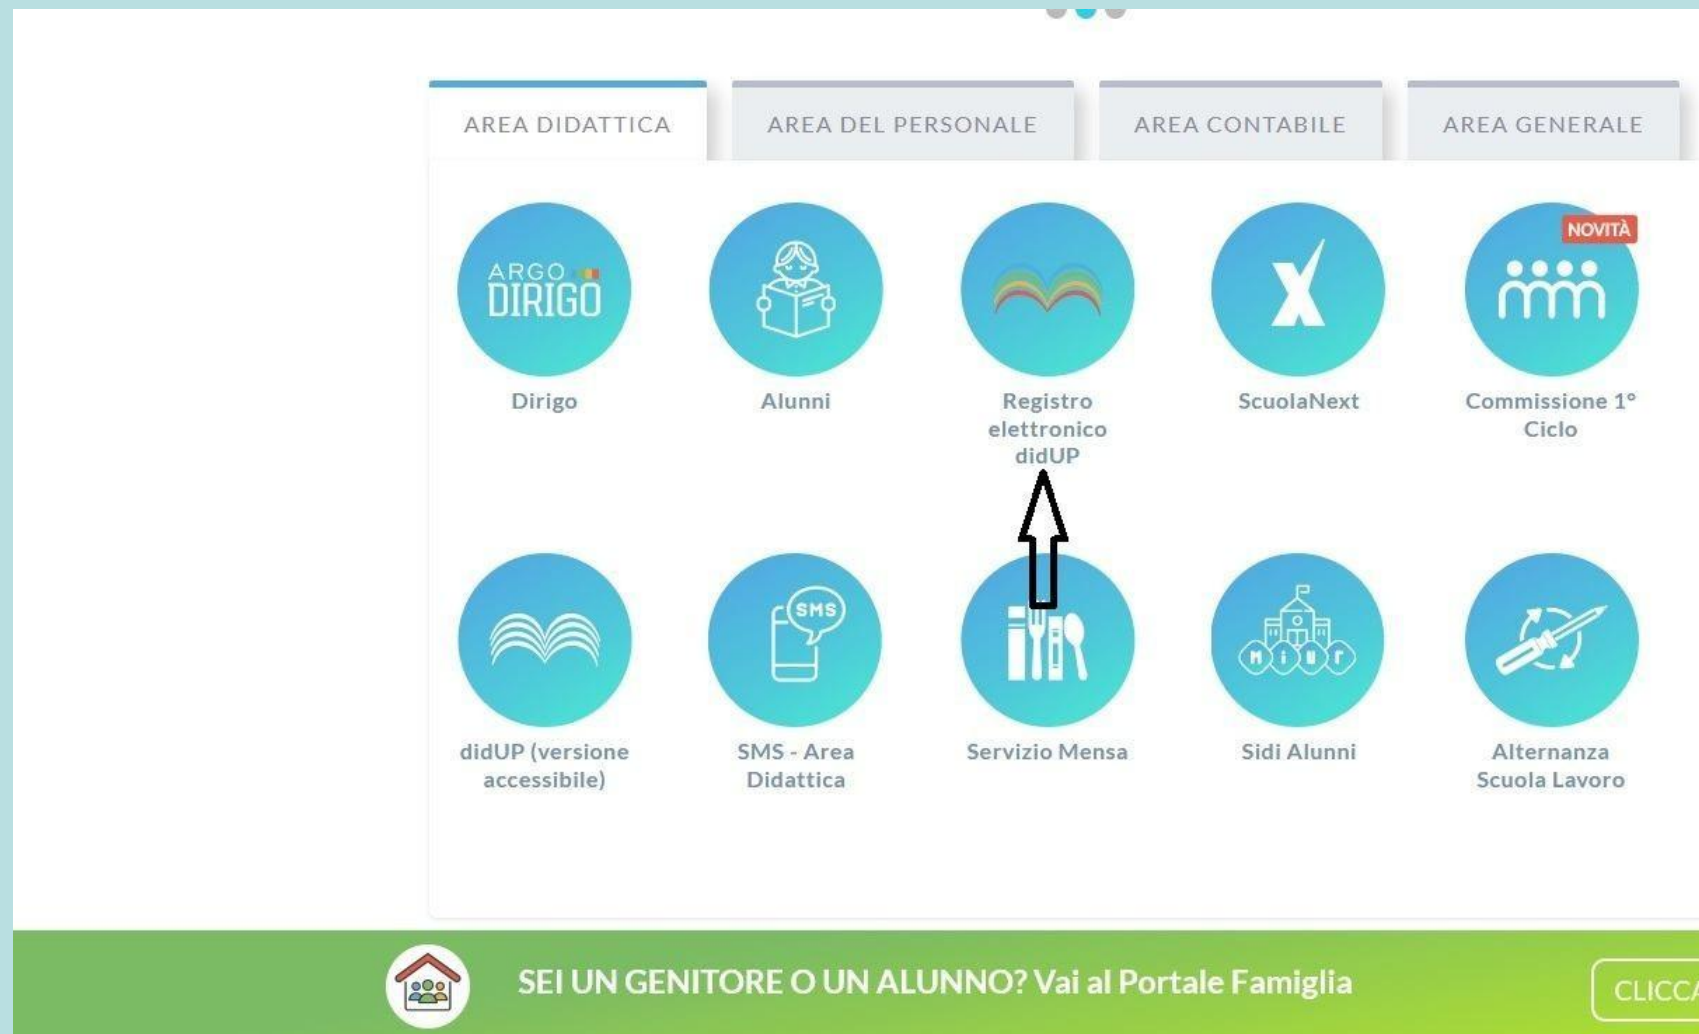 AREA DIDATTICA
AREA DEL PERSONALE
AREA CONTABILE
AREA GENERALE
ARGO
DIRIGO
NOVITÀ
Dirigo
Alunni
Registro
elettronico
didUP
ScuolaNext
Commissione 1°
Ciclo
SMS
M i u r
didUP (versione
accessibile)
SMS - Area
Didattica
Servizio Mensa
Sidi Alunni
Alternanza
Scuola Lavoro
SEI UN GENITORE O UN ALUNNO? Vai al Portale Famiglia